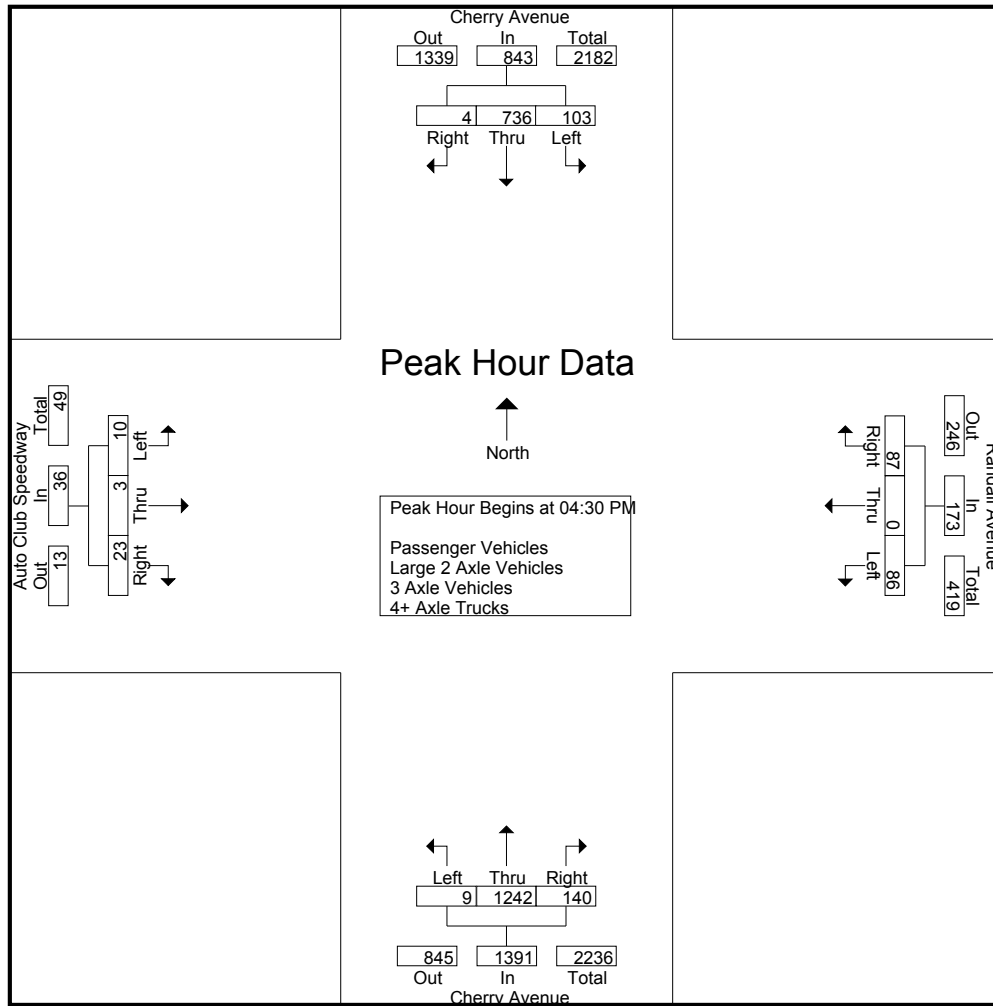 Cherry Avenue
Out In Total
1339 843 2182
4 736 103
Right Thru Left
Peak Hour Data
North
Peak Hour Begins at 04:30 PM
Passenger Vehicles
Large 2 Axle Vehicles
3 Axle Vehicles
4+ Axle Trucks
Auto Club Speedway
Out In Total
13 36 49
Left Thru Right
10 3 23
Randall Avenue
Out In Total
246 173 419
Right Thru Left
87 0 86
Left Thru Right
9 1242 140
845 1391 2236
Out In Total
Cherry Avenue